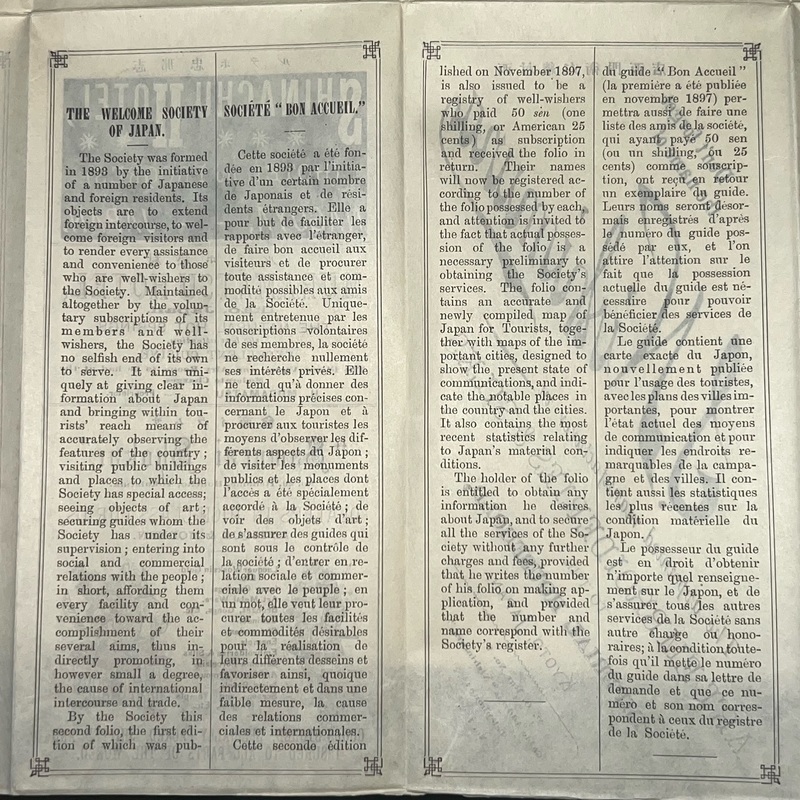 THE WELCOME SOCIETY
OF JAPAN.
The Society was formed
in 1893 by the initiative
of a number of Japanese
and foreign residents. Its
objects are to extend
foreign intercourse, to wel-
come foreign visitors and
to render every assistance
and convenience to those
who are well-wishers to
the Society. Maintained
altogether by the volun-
tary subscriptions of its
members and well-
wishers, the Society has
no selfish end of its own
to serve. It aims uni-
quely at giving clear in-
formation about Japan
and bringing within tou-
rists' reach means of
accurately observing the
features of the country;
visiting public buildings
and places to which the
Society has special access;
seeing objects of art;
securing guides whom the
Society has under its
supervision; entering into
social and commercial
relations with the people;
in short, affording them
every facility and con-
venience toward the ac-
complishment of their
several aims, thus in-
directly promoting, in
however small a degree,
the cause of international
intercourse and trade.
By the Society this
second folio, the first edi-
tion of which was pub-
SOCIÉTÉ "BON ACCUEIL."
Cette société a été fon-
dée en 1893 par l'initia-
tive d'un certain nombre
de Japonais et de rési-
dents étrangers. Elle a
pour but de faciliter les
rapports avec l'étranger,
de faire bon accueil aux
visiteurs et de procurer
toute assistance et com-
modité possibles aux amis
de la Société. Unique-
ment entretenue par les
souscriptions volontaires
de ses membres, la société
ne recherche nullement
ses intérêts privés. Elle
ne tend qu'à donner des
informations précises con-
cernant le Japon et à
procurer aux touristes les
moyens d'observer les dif-
férents aspects du Japon;
de visiter les monuments
publics et les places dont
l'accès a été spécialement
accordé à la Société; de
voir des objets d'art;
de s'assurer des guides qui
sont sous le contrôle de
la société; d'entrer en re-
lation sociale et commer-
ciale avec le peuple; en
un mot, elle veut leur pro-
curer toutes les facilités
et commodités désirables
pour la réalisation de
leurs différents desseins et
favoriser ainsi, quoique
indirectement et dans une
faible mesure, la cause
des relations commer-
ciales et internationales.
Cette seconde édition
lished on November 1897,
is also issued to be a
registry of well-wishers
who paid 50 sen (one
shilling, or American 25
cents) as subscription
and received the folio in
return. Their names
will now be registered ac-
cording to the number of
the folio possessed by each,
and attention is invited to
the fact that actual posses-
sion of the folio is a
necessary preliminary to
obtaining the Society's
services. The folio con-
tains an accurate and
newly compiled map of
Japan for Tourists, toge-
ther with maps of the im-
portant cities, designed to
show the present state of
communications, and indi-
cate the notable places in
the country and the cities.
It also contains the most
recent statistics relating
to Japan's material con-
ditions.
The holder of the folio
is entitled to obtain any
information he desires
about Japan, and to secure
all the services of the So-
ciety without any further
charges and fees, provided
that he writes the number
of his folio on making ap-
plication, and provided
that the number and
name correspond with the
Society's register.
du guide "Bon Accueil"
(la première a été publiée
en novembre 1897) per-
mettra aussi de faire une
liste des amis de la société,
qui ayant payé 50 sen
(ou un shilling, ou 25
cents) comme souscrip-
tion, ont reçu en retour
un exemplaire du guide.
Leurs noms seront désor-
mais enregistrés d'après
le numéro du guide pos-
sédé par eux, et l'on
attire l'attention sur le
fait que la possession
actuelle du guide est né-
cessaire pour pouvoir
bénéficier des services de
la Société.
Le guide contient une
carte exacte du Japon,
nouvellement publiée
pour l'usage des touristes,
avec les plans des villes im-
portantes, pour montrer
l'état actuel des moyens
de communication et pour
indiquer les endroits re-
marquables de la campa-
gne et des villes. Il con-
tient aussi les statistiques
les plus récentes sur la
condition matérielle du
Japon.
Le possesseur du guide
est en droit d'obtenir
n'importe quel renseigne-
ment sur le Japon, et de
s'assurer tous les autres
services de la Société sans
autre charge ou hono-
raires; à la condition toute-
fois qu'il mette le numéro
du guide dans sa lettre de
demande et que ce nu-
méro et son nom corres-
pondent à ceux du registre
de la Société.